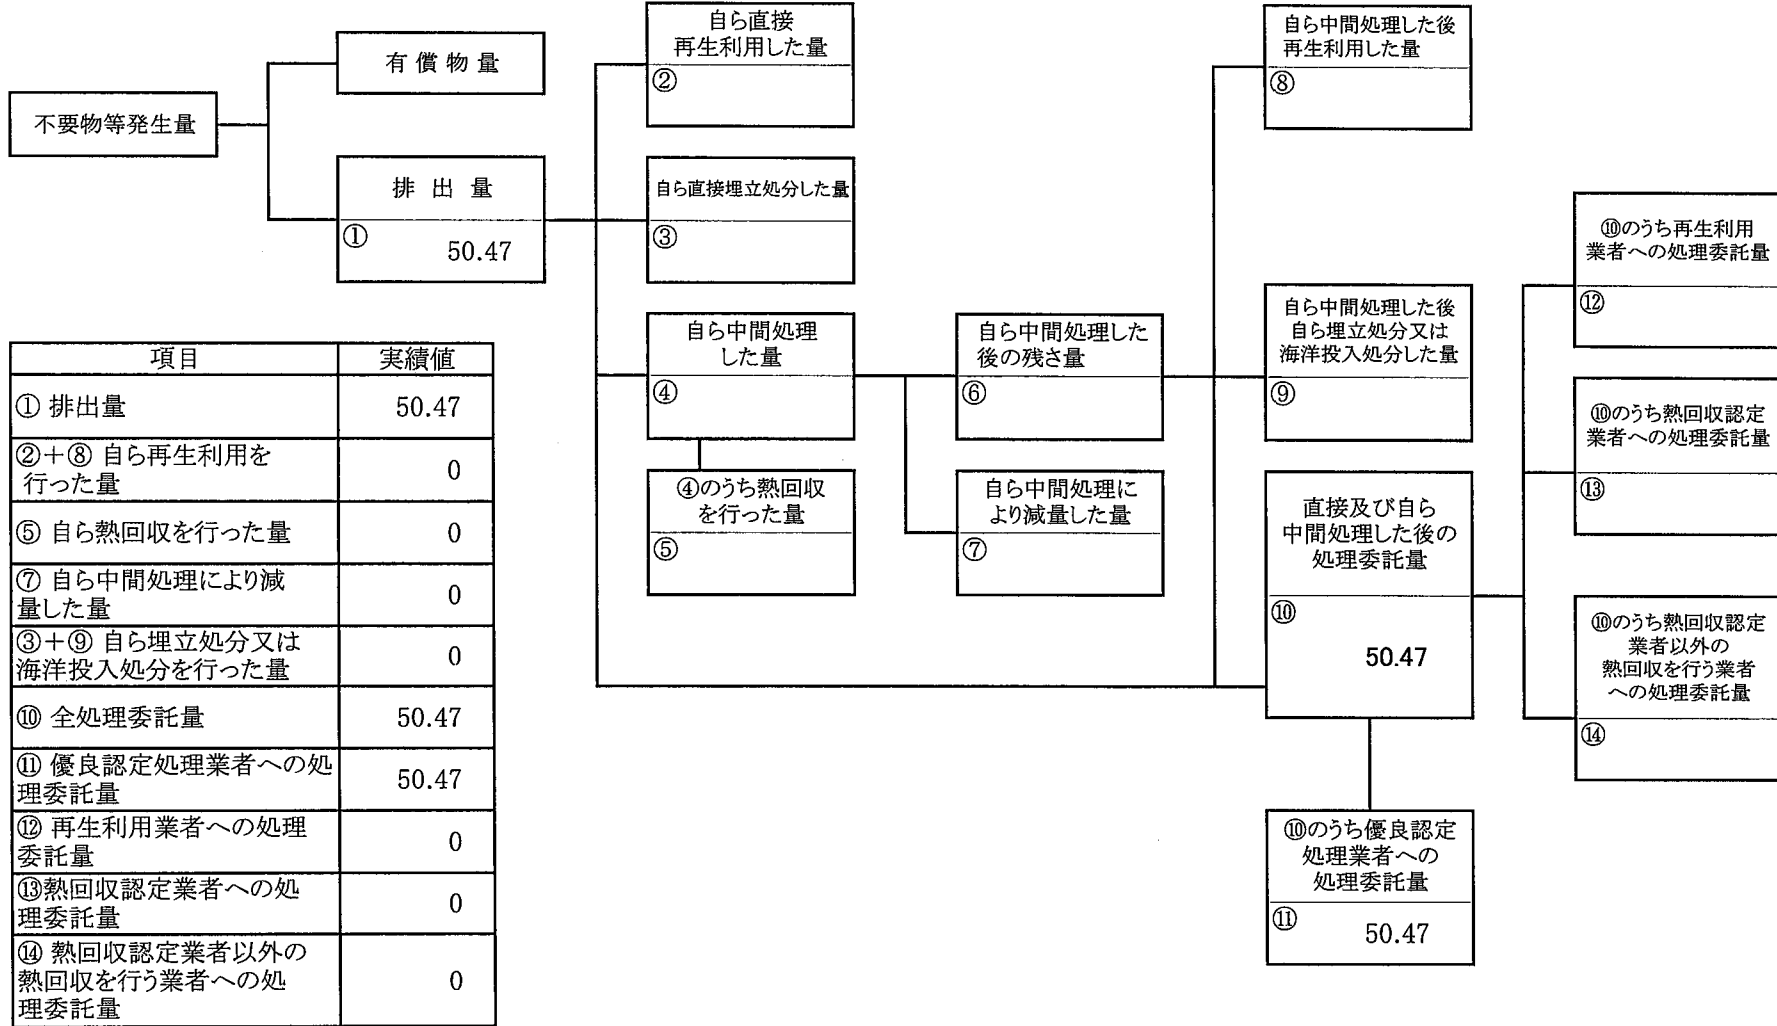 不要物等発生量
有償物量
排出量
①
50.47
自ら直接
再生利用した量
②
自ら直接埋立処分した量
③
自ら中間処理
した量
④
④のうち熱回収
を行った量
⑤
自ら中間処理した
後の残さ量
⑥
自ら中間処理に
より減量した量
⑦
自ら中間処理した後
再生利用した量
⑧
自ら中間処理した後
自ら埋立処分又は
海洋投入処分した量
⑨
直接及び自ら
中間処理した後の
処理委託量
⑩
50.47
⑩のうち優良認定
処理業者への
処理委託量
⑪
50.47
⑩のうち再生利用
業者への処理委託量
⑫
⑩のうち熱回収認定
業者への処理委託量
⑬
⑩のうち熱回収認定
業者以外の
熱回収を行う業者
への処理委託量
⑭
項目 実績値
① 排出量 50.47
②+⑧ 自ら再生利用を
行った量 0
⑤ 自ら熱回収を行った量 0
⑦ 自ら中間処理により減
量した量 0
③+⑨ 自ら埋立処分又は
海洋投入処分を行った量 0
⑩ 全処理委託量 50.47
⑪ 優良認定処理業者への処
理委託量 50.47
⑫ 再生利用業者への処理
委託量 0
⑬熱回収認定業者への処
理委託量 0
⑭ 熱回収認定業者以外の
熱回収を行う業者への処
理委託量 0